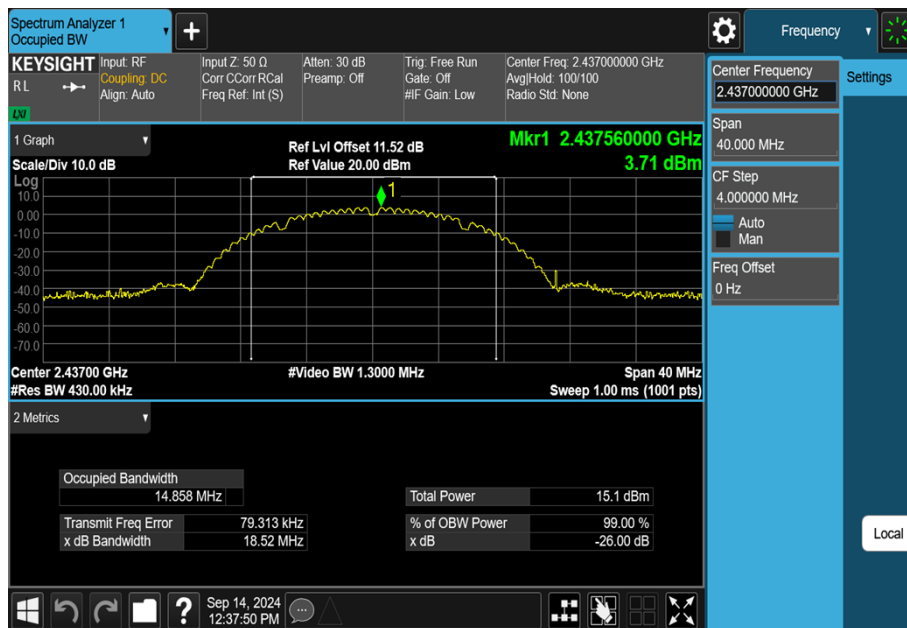 Spectrum Analyzer 1
Occupied BW
+
Frequency
KEYSIGHT
RL
LXI
Input: RF
Coupling: DC
Align: Auto
Input Z: 50 Ω
Corr CCorr RCal
Freq Ref: Int (S)
Atten: 30 dB
Preamp: Off
Trig: Free Run
Gate: Off
#IF Gain: Low
Center Freq: 2.437000000 GHz
Avg|Hold: 100/100
Radio Std: None
Center Frequency
2.437000000 GHz
Settings
Span
40.000 MHz
CF Step
4.000000 MHz
Auto
Man
Freq Offset
0 Hz
Local
1 Graph
Scale/Div 10.0 dB
Ref Lvl Offset 11.52 dB
Ref Value 20.00 dBm
Mkr1 2.437560000 GHz
3.71 dBm
Log
1
10.0
0.00
-10.0
-20.0
-30.0
-40.0
-50.0
-60.0
-70.0
Center 2.43700 GHz
#Video BW 1.3000 MHz
Span 40 MHz
#Res BW 430.00 kHz
Sweep 1.00 ms (1001 pts)
2 Metrics
Occupied Bandwidth
14.858 MHz
Total Power 15.1 dBm
Transmit Freq Error 79.313 kHz
% of OBW Power 99.00 %
x dB Bandwidth 18.52 MHz
x dB -26.00 dB
?
Sep 14, 2024
12:37:50 PM